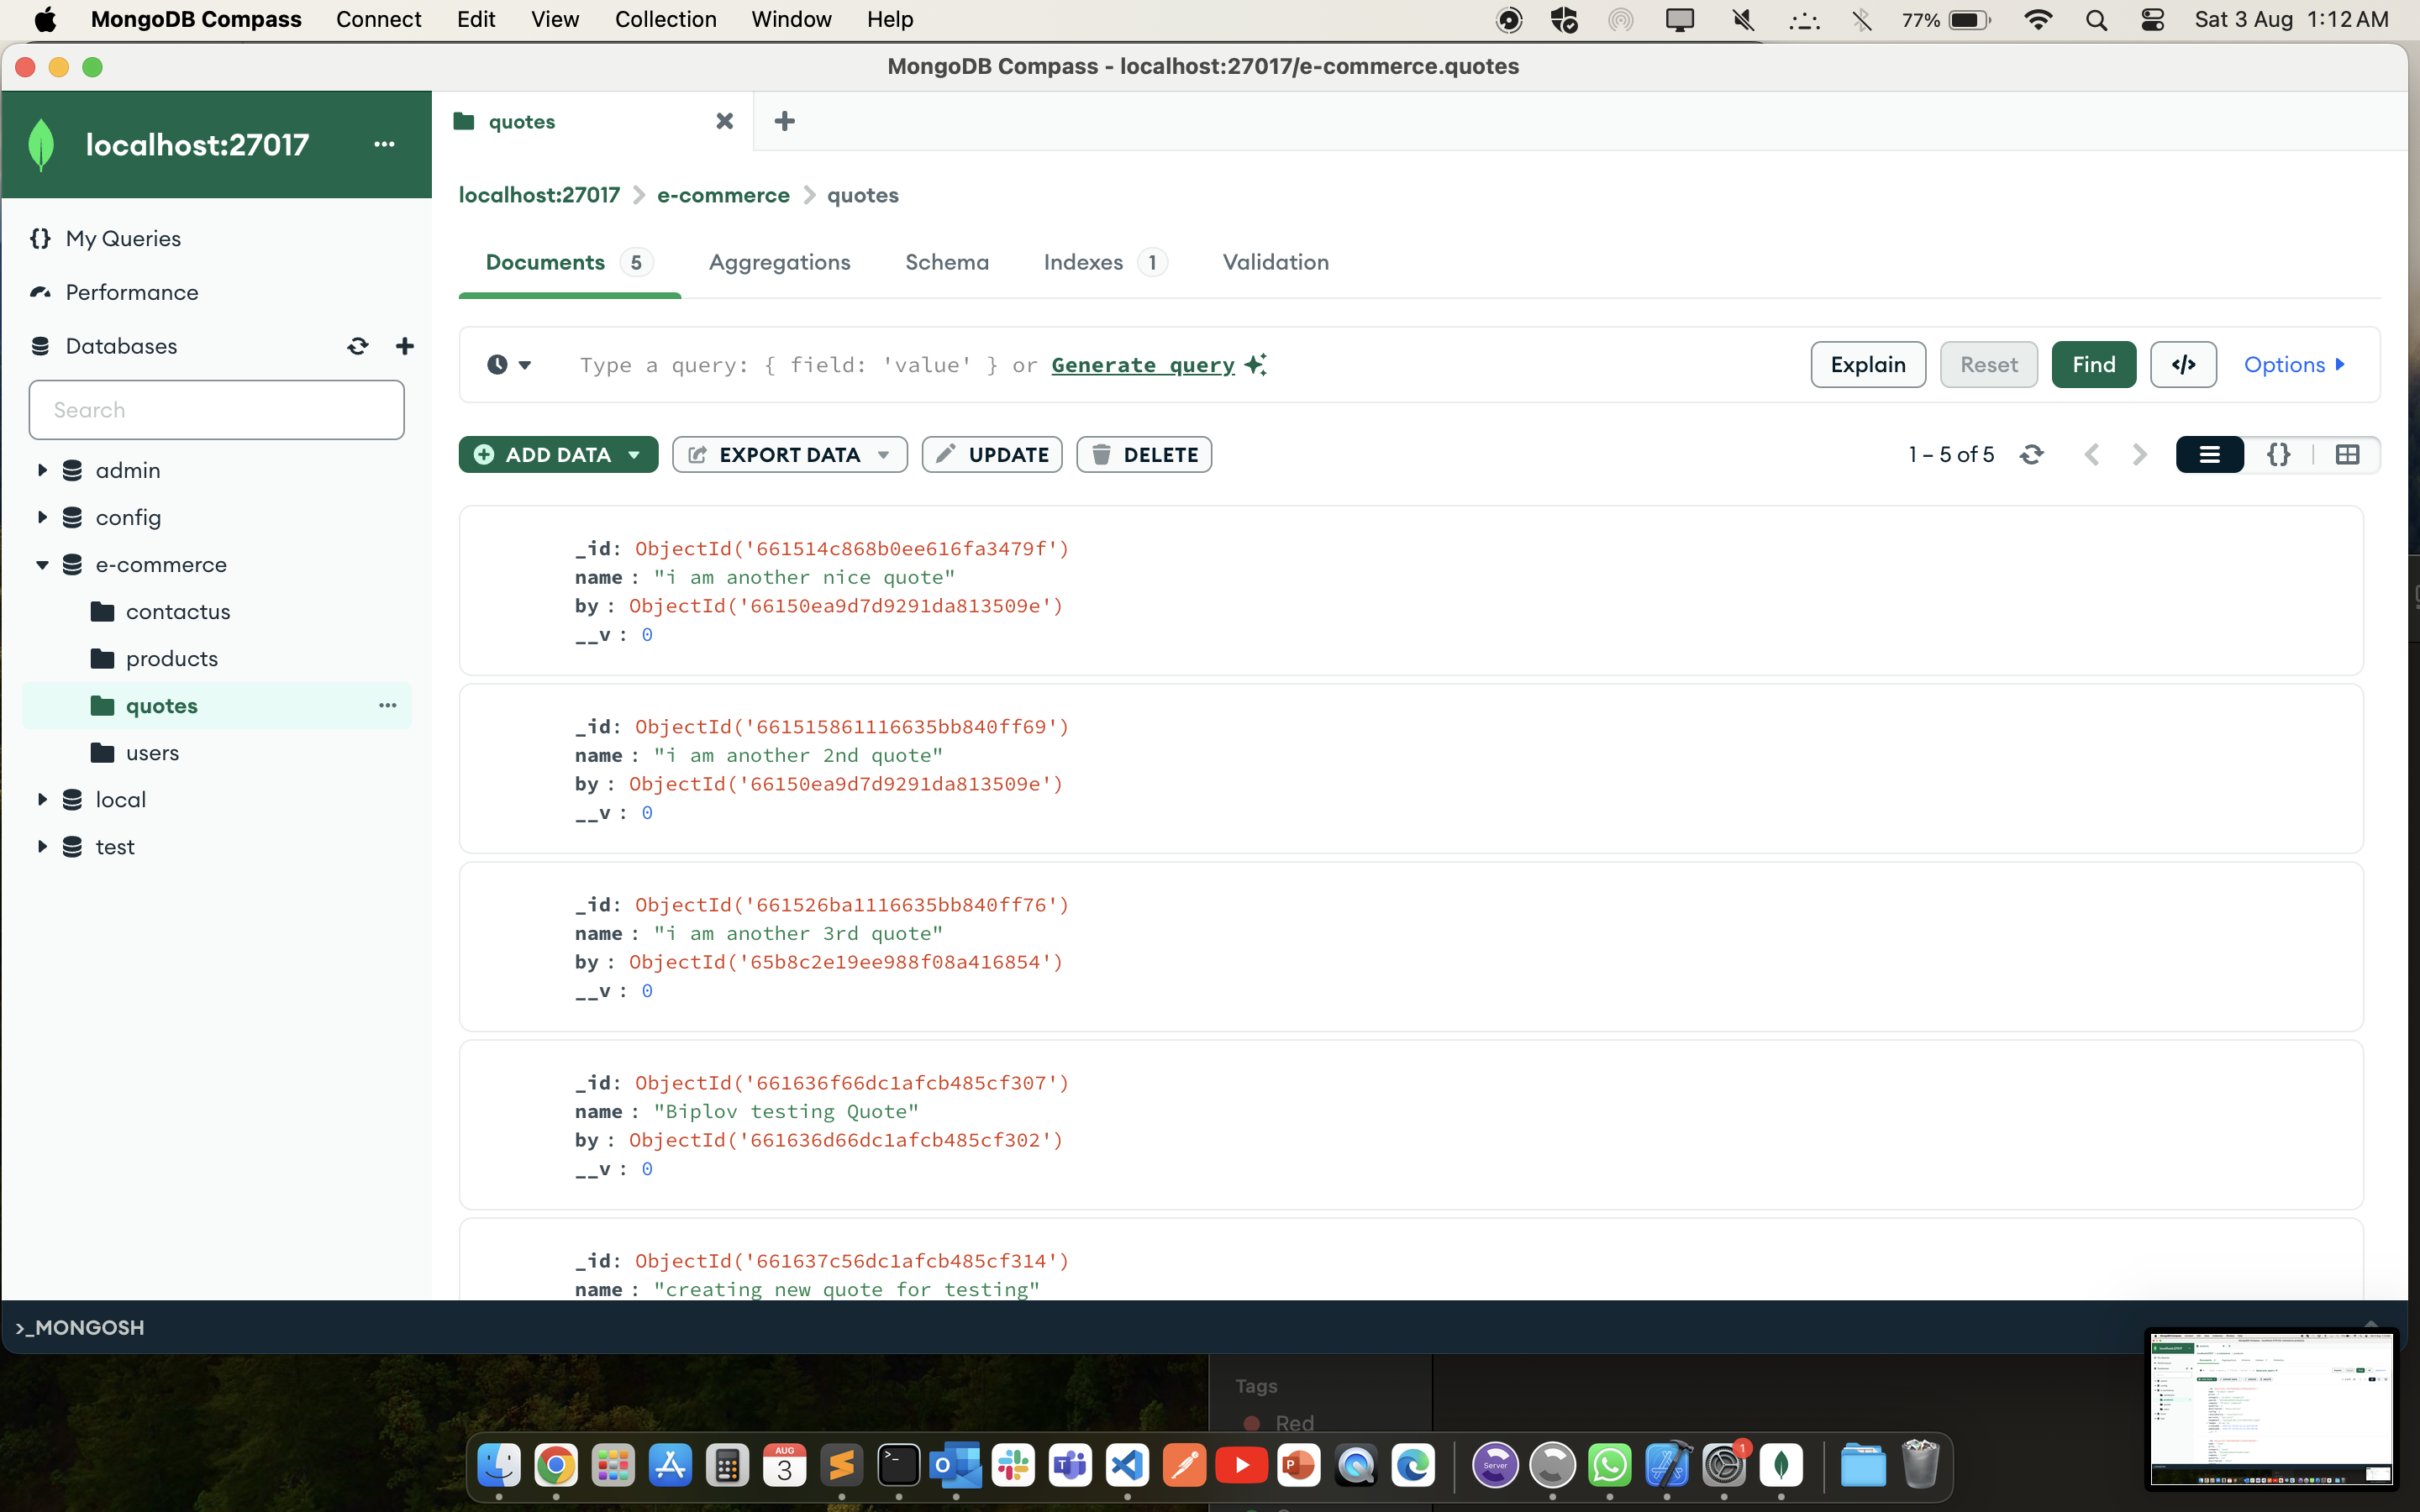 MongoDB Compass Connect Edit View Collection Window Help 77% Sat 3 Aug 1:12 AM
MongoDB Compass - localhost:27017/e-commerce.quotes
localhost:27017 ...
quotes
localhost:27017 > e-commerce > quotes
My Queries
Performance
Databases
Search
admin
config
e-commerce
contactus
products
quotes ...
users
local
test
Documents 5 Aggregations Schema Indexes 1 Validation
Type a query: { field: 'value' } or Generate query
Explain Reset Find </> Options
ADD DATA EXPORT DATA UPDATE DELETE
1 – 5 of 5 {}
_id: ObjectId('661514c868b0ee616fa3479f')
name : "i am another nice quote"
by : ObjectId('66150ea9d7d9291da813509e')
__v : 0
_id: ObjectId('661515861116635bb840ff69')
name : "i am another 2nd quote"
by : ObjectId('66150ea9d7d9291da813509e')
__v : 0
_id: ObjectId('661526ba1116635bb840ff76')
name : "i am another 3rd quote"
by : ObjectId('65b8c2e19ee988f08a416854')
__v : 0
_id: ObjectId('661636f66dc1afcb485cf307')
name : "Biplov testing Quote"
by : ObjectId('661636d66dc1afcb485cf302')
__v : 0
_id: ObjectId('661637c56dc1afcb485cf314')
name : "creating new quote for testing"
>_MONGOSH
Tags
Red
AUG
3
Server
1